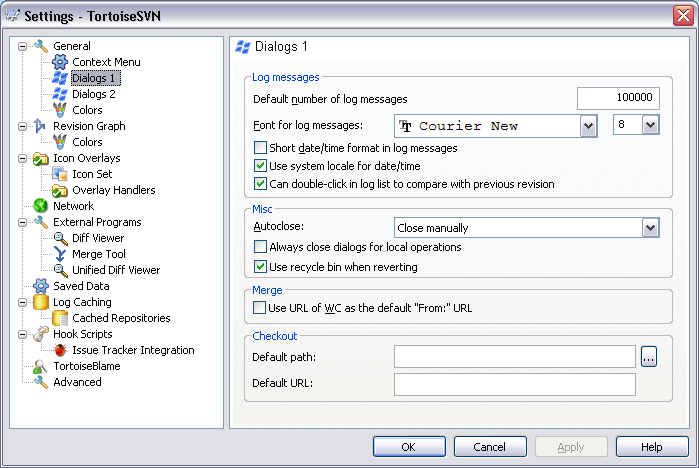 Settings - TortoiseSVN
General
Context Menu
Dialogs 1
Dialogs 2
Colors
Revision Graph
Colors
Icon Overlays
Icon Set
Overlay Handlers
Network
External Programs
Diff Viewer
Merge Tool
Unified Diff Viewer
Saved Data
Log Caching
Cached Repositories
Hook Scripts
Issue Tracker Integration
TortoiseBlame
Advanced
Dialogs 1
Log messages
Default number of log messages 100000
Font for log messages: Courier New 8
Short date/time format in log messages
Use system locale for date/time
Can double-click in log list to compare with previous revision
Misc
Autoclose: Close manually
Always close dialogs for local operations
Use recycle bin when reverting
Merge
Use URL of WC as the default "From:" URL
Checkout
Default path: ...
Default URL:
OK Cancel Apply Help